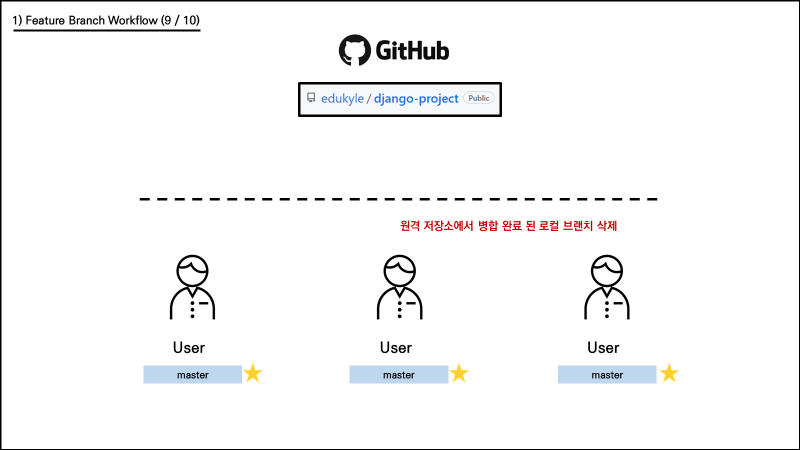 1) Feature Branch Workflow (9 / 10)
GitHub
edukyle / django-project Public
원격 저장소에서 병합 완료 된 로컬 브랜치 삭제
User User User
master master master